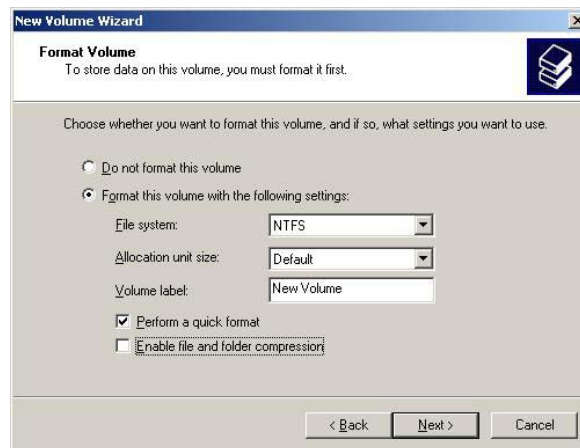 New Volume Wizard
Format Volume
To store data on this volume, you must format it first.
Choose whether you want to format this volume, and if so, what settings you want to use.
Do not format this volume
Format this volume with the following settings:
File system: NTFS
Allocation unit size: Default
Volume label: New Volume
Perform a quick format
Enable file and folder compression
< Back Next > Cancel